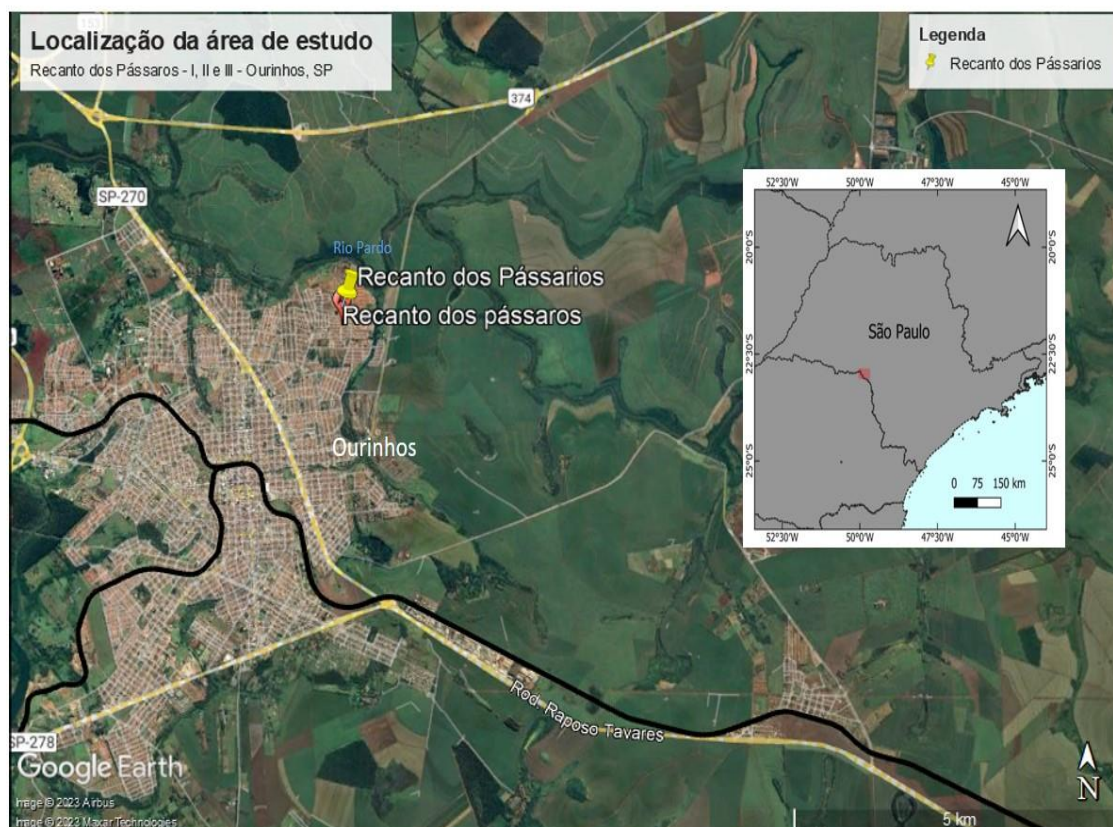 Localização da área de estudo
Recanto dos Pássaros - I, II e III - Ourinhos, SP
Legenda
Recanto dos Pássarios
153
374
SP-270
Rio Pardo
Recanto dos Pássarios
Recanto dos pássaros
Ourinhos
52°30'W 50°0'W 47°30'W 45°0'W
20°0'S 20°0'S
São Paulo
22°30'S 22°30'S
25°0'S 25°0'S
0 75 150 km
52°30'W 50°0'W 47°30'W 45°0'W
Rod. Raposo Tavares
SP-278
Google Earth
N
Image © 2023 Airbus
Image © 2023 Maxar Technologies
5 km